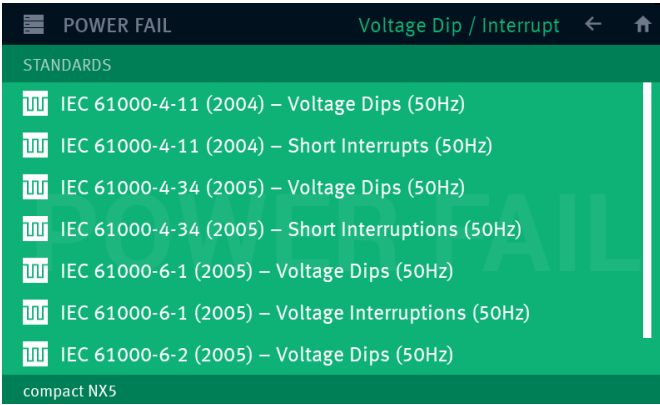 POWER FAIL
Voltage Dip / Interrupt
STANDARDS
IEC 61000-4-11 (2004) – Voltage Dips (50Hz)
IEC 61000-4-11 (2004) – Short Interrupts (50Hz)
IEC 61000-4-34 (2005) – Voltage Dips (50Hz)
IEC 61000-4-34 (2005) – Short Interruptions (50Hz)
IEC 61000-6-1 (2005) – Voltage Dips (50Hz)
IEC 61000-6-1 (2005) – Voltage Interruptions (50Hz)
IEC 61000-6-2 (2005) – Voltage Dips (50Hz)
POWER FAIL
compact NX5